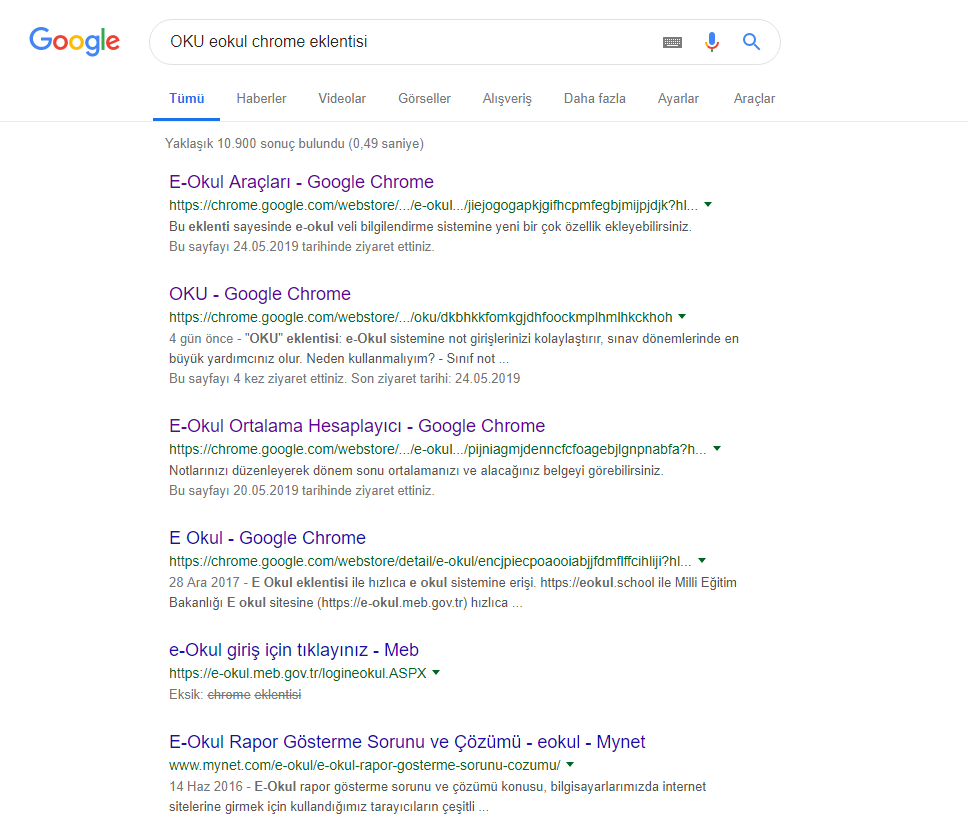 Google
OKU eokul chrome eklentisi
Tümü Haberler Videolar Görseller Alışveriş Daha fazla Ayarlar Araçlar
Yaklaşık 10.900 sonuç bulundu (0,49 saniye)
E-Okul Araçları - Google Chrome
https://chrome.google.com/webstore/.../e-okul.../jiejogogapkjgifhcpmfegbjmijpjdjk?hl...
Bu eklenti sayesinde e-okul veli bilgilendirme sistemine yeni bir çok özellik ekleyebilirsiniz.
Bu sayfayı 24.05.2019 tarihinde ziyaret ettiniz.
OKU - Google Chrome
https://chrome.google.com/webstore/.../oku/dkbhkkfomkgjdhfoockmplhmlhkckhoh
4 gün önce - "OKU" eklentisi: e-Okul sistemine not girişlerinizi kolaylaştırır, sınav dönemlerinde en
büyük yardımcınız olur. Neden kullanmalıyım? - Sınıf not ...
Bu sayfayı 4 kez ziyaret ettiniz. Son ziyaret tarihi: 24.05.2019
E-Okul Ortalama Hesaplayıcı - Google Chrome
https://chrome.google.com/webstore/.../e-okul.../pijniagmjdenncfcfoagebjlgnpnabfa?h...
Notlarınızı düzenleyerek dönem sonu ortalamanızı ve alacağınız belgeyi görebilirsiniz.
Bu sayfayı 20.05.2019 tarihinde ziyaret ettiniz.
E Okul - Google Chrome
https://chrome.google.com/webstore/detail/e-okul/encjpiecpoaooiabjjfdmflffcihliji?hl...
28 Ara 2017 - E Okul eklentisi ile hızlıca e okul sistemine erişi. https://eokul.school ile Milli Eğitim
Bakanlığı E okul sitesine (https://e-okul.meb.gov.tr) hızlıca ...
e-Okul giriş için tıklayınız - Meb
https://e-okul.meb.gov.tr/logineokul.ASPX
Eksik: chrome eklentisi
E-Okul Rapor Gösterme Sorunu ve Çözümü - eokul - Mynet
www.mynet.com/e-okul/e-okul-rapor-gosterme-sorunu-cozumu/
14 Haz 2016 - E-Okul rapor gösterme sorunu ve çözümü konusu, bilgisayarlarımızda internet
sitelerine girmek için kullandığımız tarayıcıların çeşitli ...